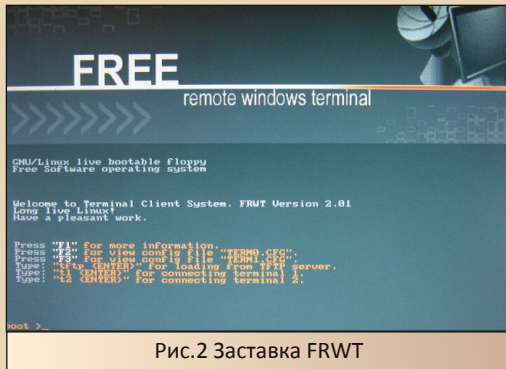 FREE
remote windows terminal
GNU/Linux live bootable floppy
Free Software operating system
Welcome to Terminal Client System. FRWT Version 2.01
Long live Linux!
Have a pleasant work.
Press "F1" for more information.
Press "F2" for view config file "TERM0.CFG".
Press "F3" for view config file "TERM1.CFG".
Type: "tftp <ENTER>" for loading from TFTP server.
Type: "t1 <ENTER>" for connecting terminal 1.
Type: "t2 <ENTER>" for connecting terminal 2.
boot >_
Рис.2 Заставка FRWT